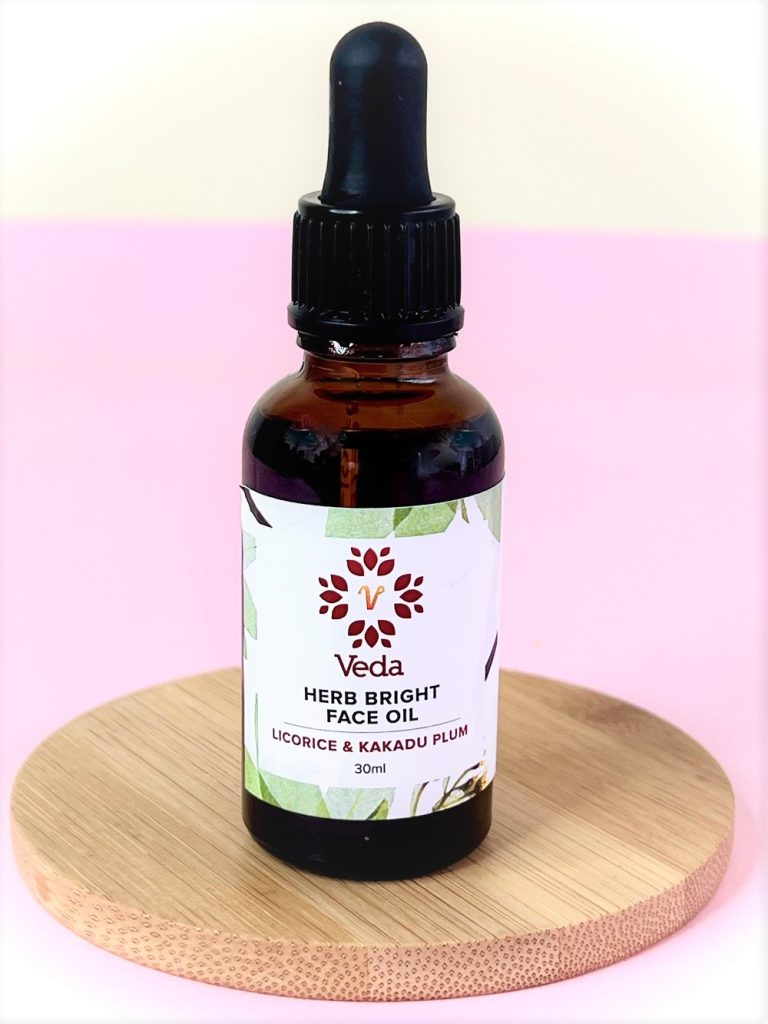 V
Veda
HERB BRIGHT
FACE OIL
LICORICE & KAKADU PLUM
30ml